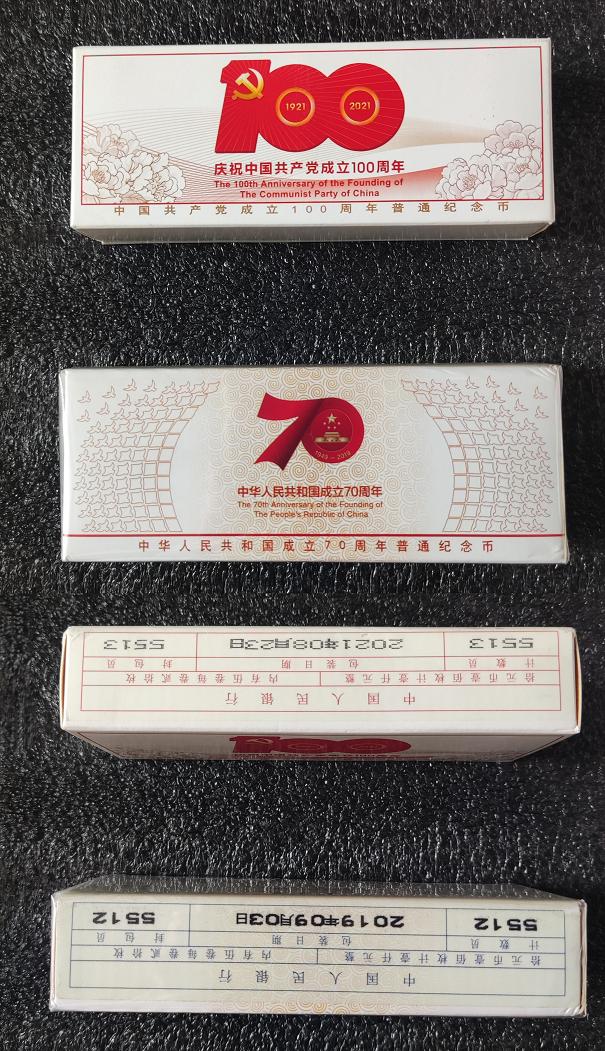 100
1921 2021
庆祝中国共产党成立100周年
The 100th Anniversary of the Founding of
The Communist Party of China
中国共产党成立100周年普通纪念币
70
1949-2019
中华人民共和国成立70周年
The 70th Anniversary of the Founding of
The People's Republic of China
中华人民共和国成立70周年普通纪念币
中国人民银行
拾元币壹佰枚计壹仟元整 内有伍卷每卷贰拾枚
计数员 包装日期 封包员
5513 2021年08月23日 5513
100
中国人民银行
拾元币壹佰枚计壹仟元整 内有伍卷每卷贰拾枚
计数员 包装日期 封包员
5512 2019年09月03日 5512